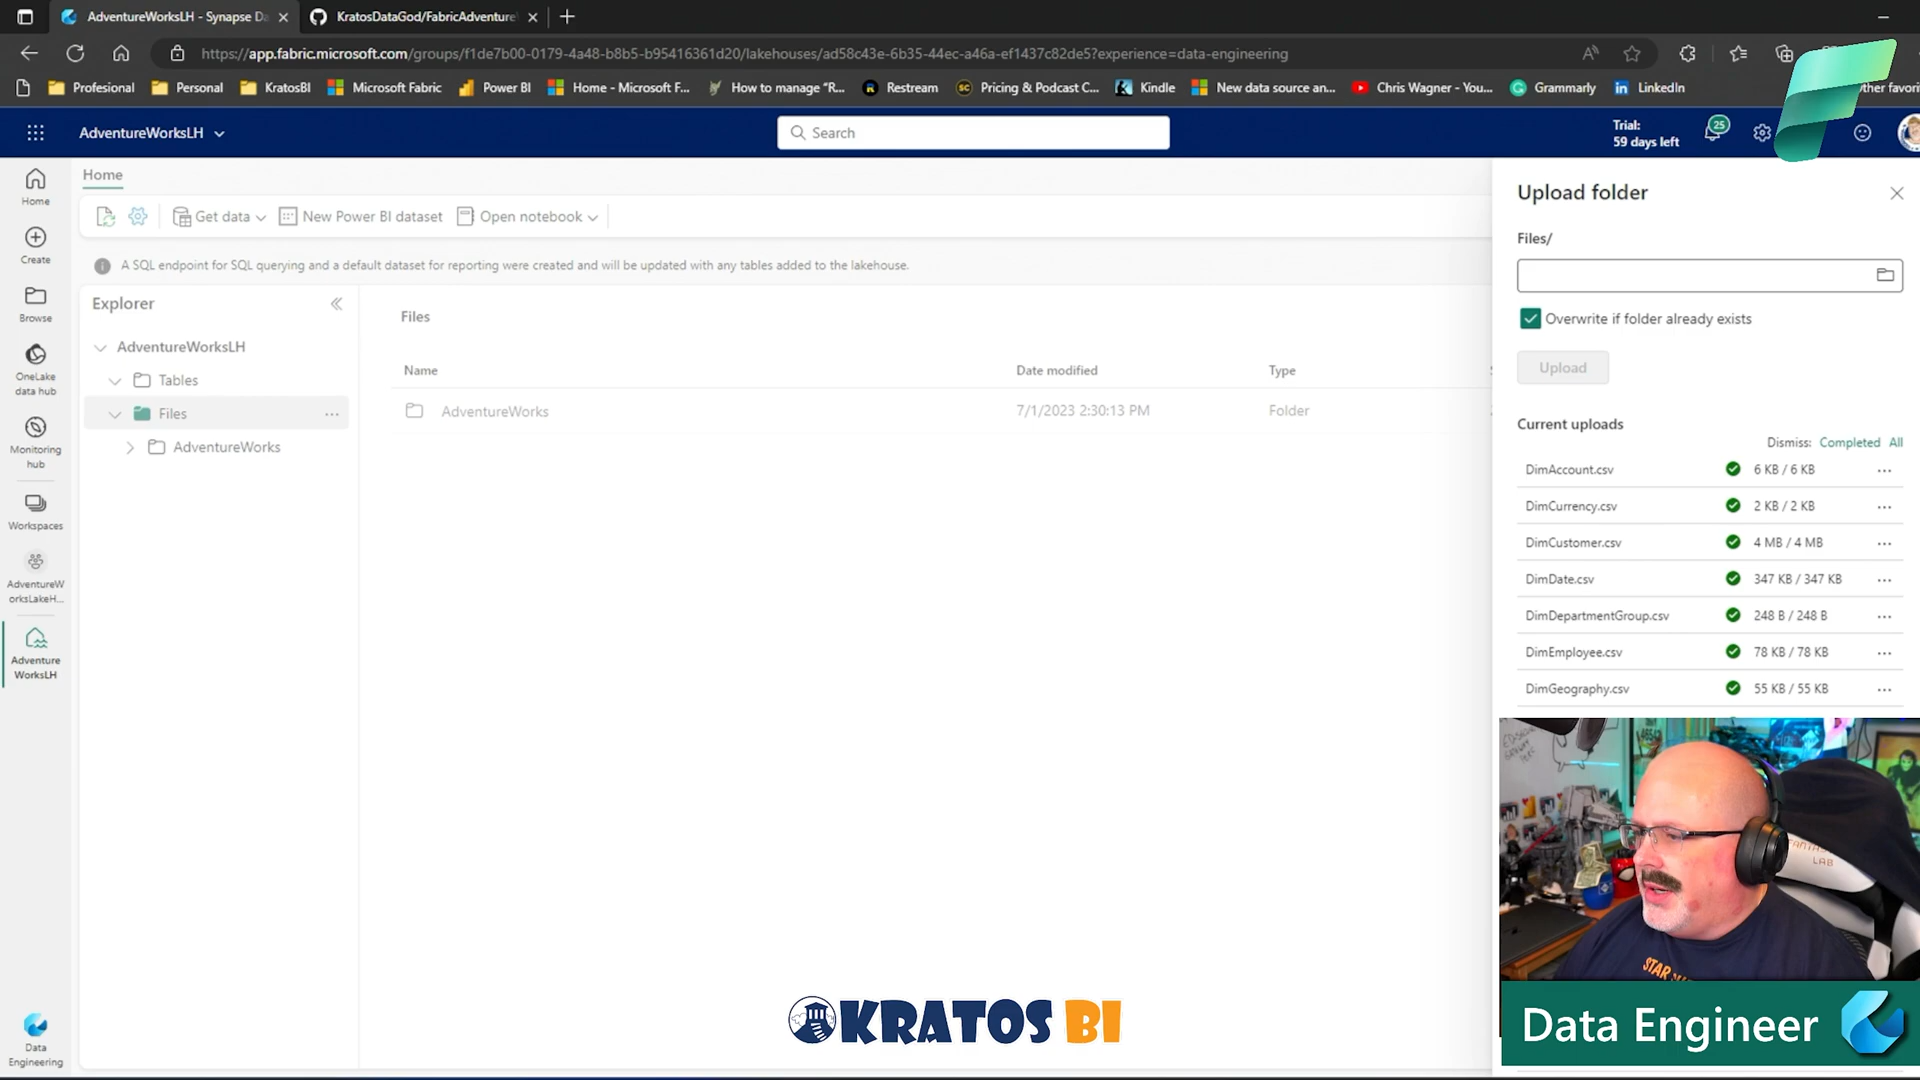 AdventureWorksLH - Synapse Da
KratosDataGod/FabricAdventure
https://app.fabric.microsoft.com/groups/f1de7b00-0179-4a48-b8b5-b95416361d20/lakehouses/ad58c43e-6b35-44ec-a46a-ef1437c82de5?experience=data-engineering
Profesional
Personal
KratosBI
Microsoft Fabric
Power BI
Home - Microsoft F...
How to manage "R...
Restream
Pricing & Podcast C...
Kindle
New data source an...
Chris Wagner - You...
Grammarly
LinkedIn
ther favorit
AdventureWorksLH
Search
Trial:
59 days left
25
Home
Create
Browse
OneLake
data hub
Monitoring
hub
Workspaces
AdventureW
orksLakeH...
Adventure
WorksLH
Data
Engineering
Home
Get data
New Power BI dataset
Open notebook
A SQL endpoint for SQL querying and a default dataset for reporting were created and will be updated with any tables added to the lakehouse.
Explorer
AdventureWorksLH
Tables
Files
AdventureWorks
Files
Name Date modified Type
AdventureWorks 7/1/2023 2:30:13 PM Folder
Upload folder
Files/
Overwrite if folder already exists
Upload
Current uploads
Dismiss: Completed All
DimAccount.csv 6 KB / 6 KB
DimCurrency.csv 2 KB / 2 KB
DimCustomer.csv 4 MB / 4 MB
DimDate.csv 347 KB / 347 KB
DimDepartmentGroup.csv 248 B / 248 B
DimEmployee.csv 78 KB / 78 KB
DimGeography.csv 55 KB / 55 KB
LAB
STAR
KRATOS BI
Data Engineer